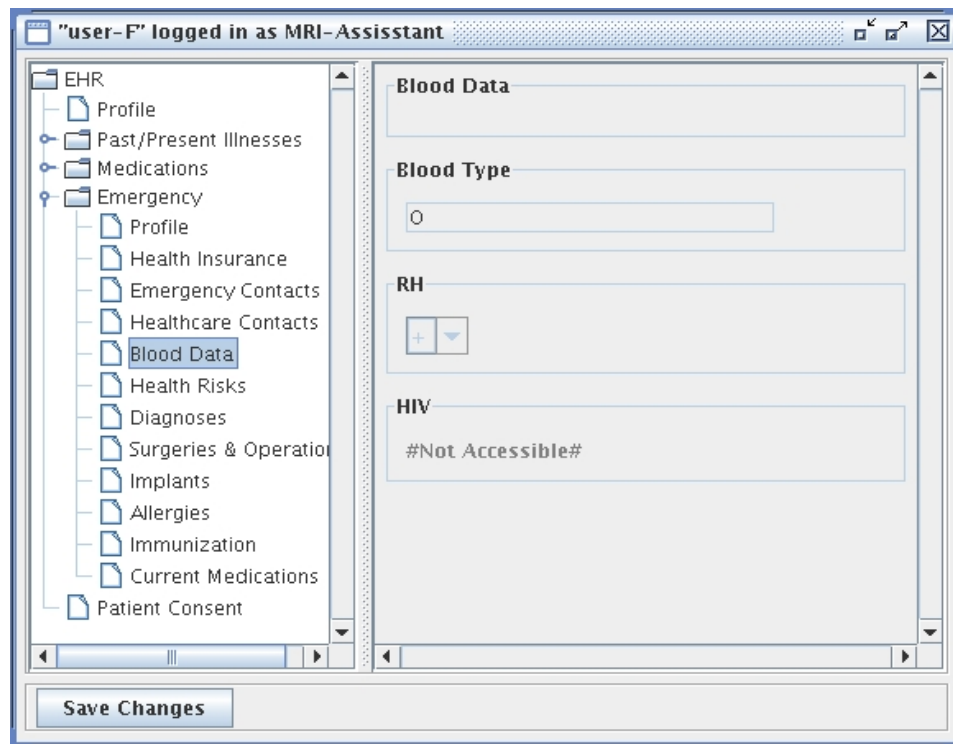 "user-F" logged in as MRI-Assisstant
EHR
Profile
Past/Present Illnesses
Medications
Emergency
Profile
Health Insurance
Emergency Contacts
Healthcare Contacts
Blood Data
Health Risks
Diagnoses
Surgeries & Operation
Implants
Allergies
Immunization
Current Medications
Patient Consent
Blood Data
Blood Type
O
RH
+
HIV
#Not Accessible#
Save Changes